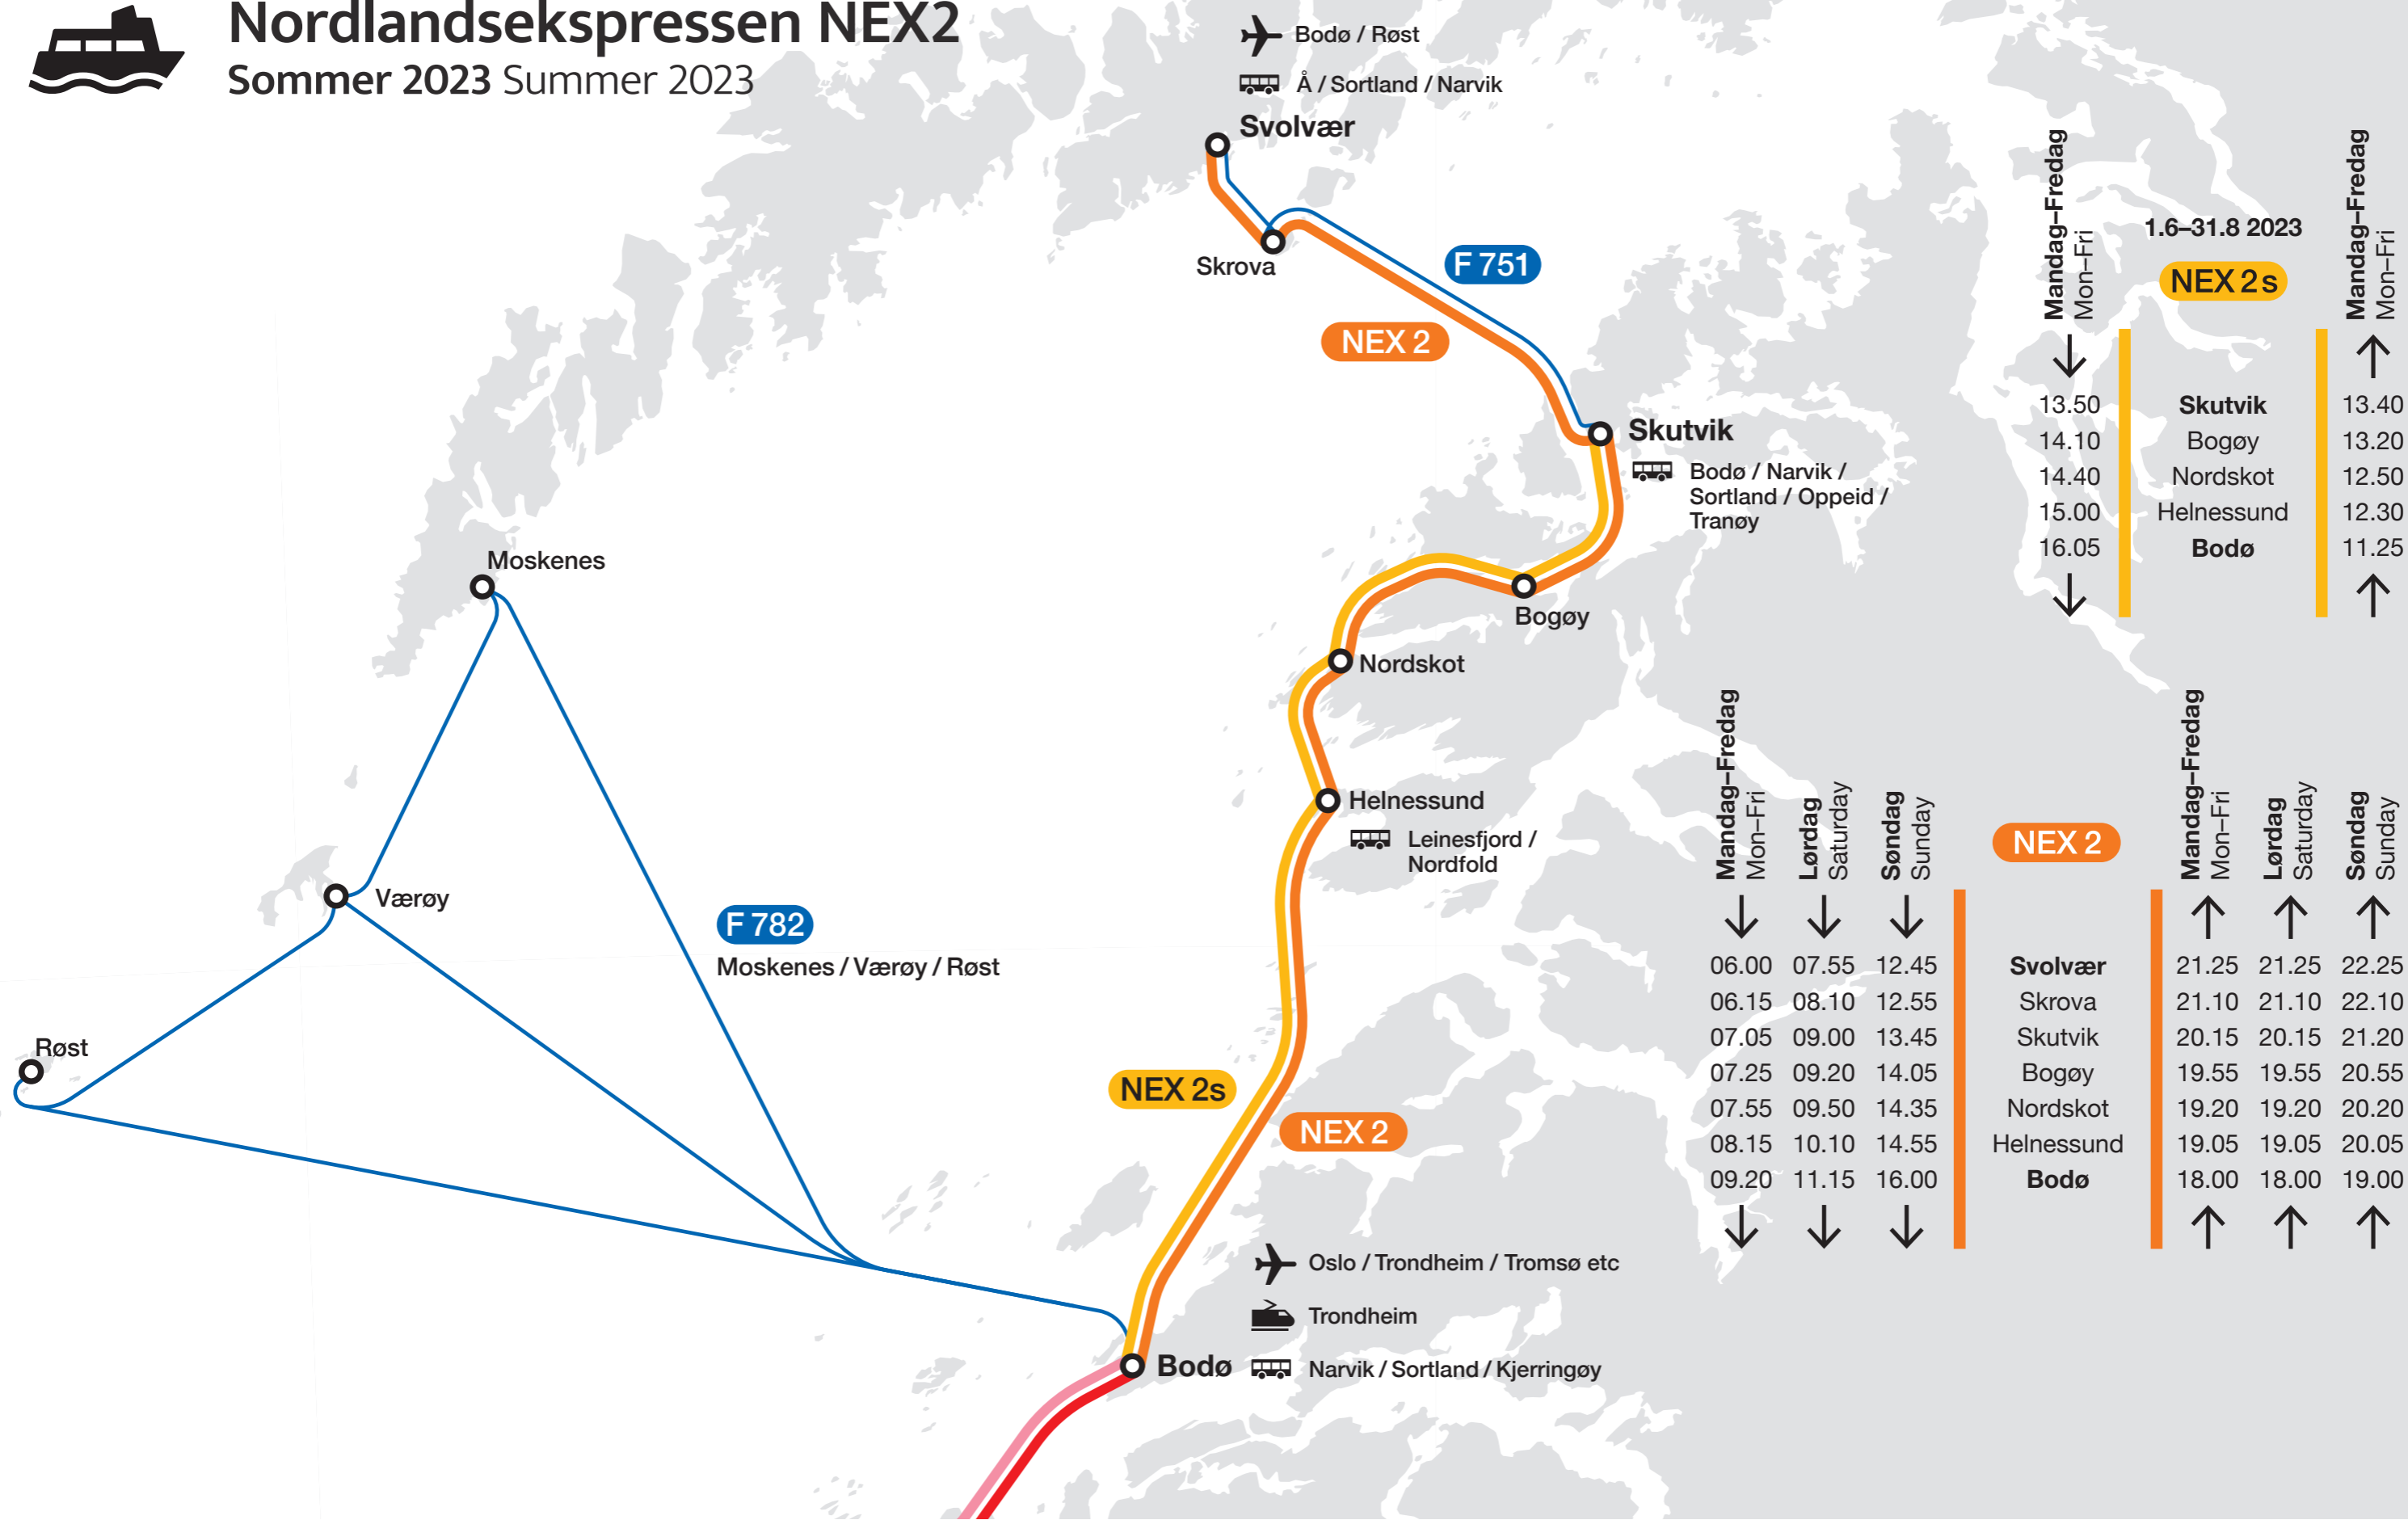 Nordlandsekspressen NEX2
Sommer 2023 Summer 2023
Bodø / Røst
Å / Sortland / Narvik
Svolvær
Skrova
F 751
NEX 2
Skutvik
Bodø / Narvik /
Sortland / Oppeid /
Tranøy
Bogøy
Nordskot
Helnessund
Leinesfjord /
Nordfold
Moskenes
Værøy
Røst
F 782
Moskenes / Værøy / Røst
NEX 2s
NEX 2
Oslo / Trondheim / Tromsø etc
Trondheim
Bodø
Narvik / Sortland / Kjerringøy
Mandag–Fredag
Mon–Fri
1.6–31.8 2023
NEX 2s
Mandag–Fredag
Mon–Fri
13.50 Skutvik 13.40
14.10 Bogøy 13.20
14.40 Nordskot 12.50
15.00 Helnessund 12.30
16.05 Bodø 11.25
Mandag–Fredag
Mon–Fri
Lørdag
Saturday
Søndag
Sunday
NEX 2
Mandag–Fredag
Mon–Fri
Lørdag
Saturday
Søndag
Sunday
06.00 07.55 12.45 Svolvær 21.25 21.25 22.25
06.15 08.10 12.55 Skrova 21.10 21.10 22.10
07.05 09.00 13.45 Skutvik 20.15 20.15 21.20
07.25 09.20 14.05 Bogøy 19.55 19.55 20.55
07.55 09.50 14.35 Nordskot 19.20 19.20 20.20
08.15 10.10 14.55 Helnessund 19.05 19.05 20.05
09.20 11.15 16.00 Bodø 18.00 18.00 19.00